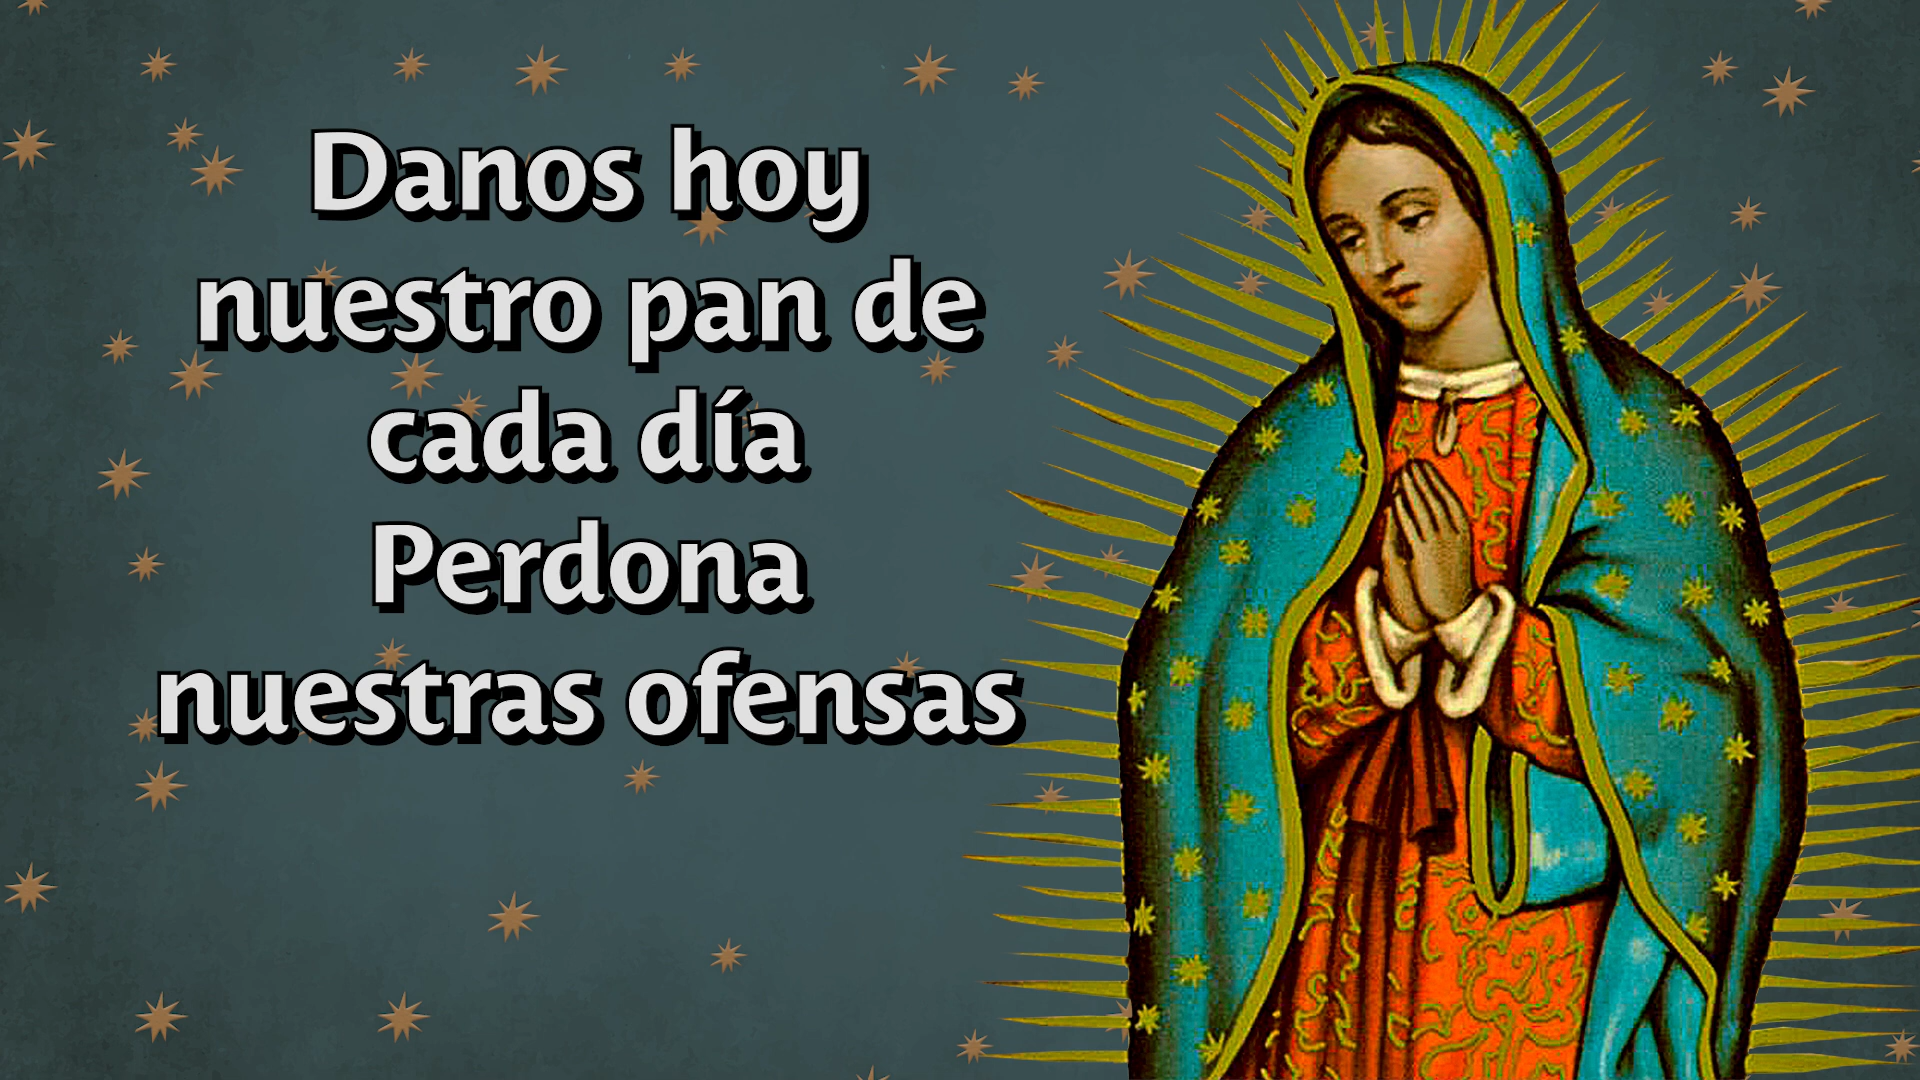 Danos hoy
nuestro pan de
cada día
Perdona
nuestras ofensas